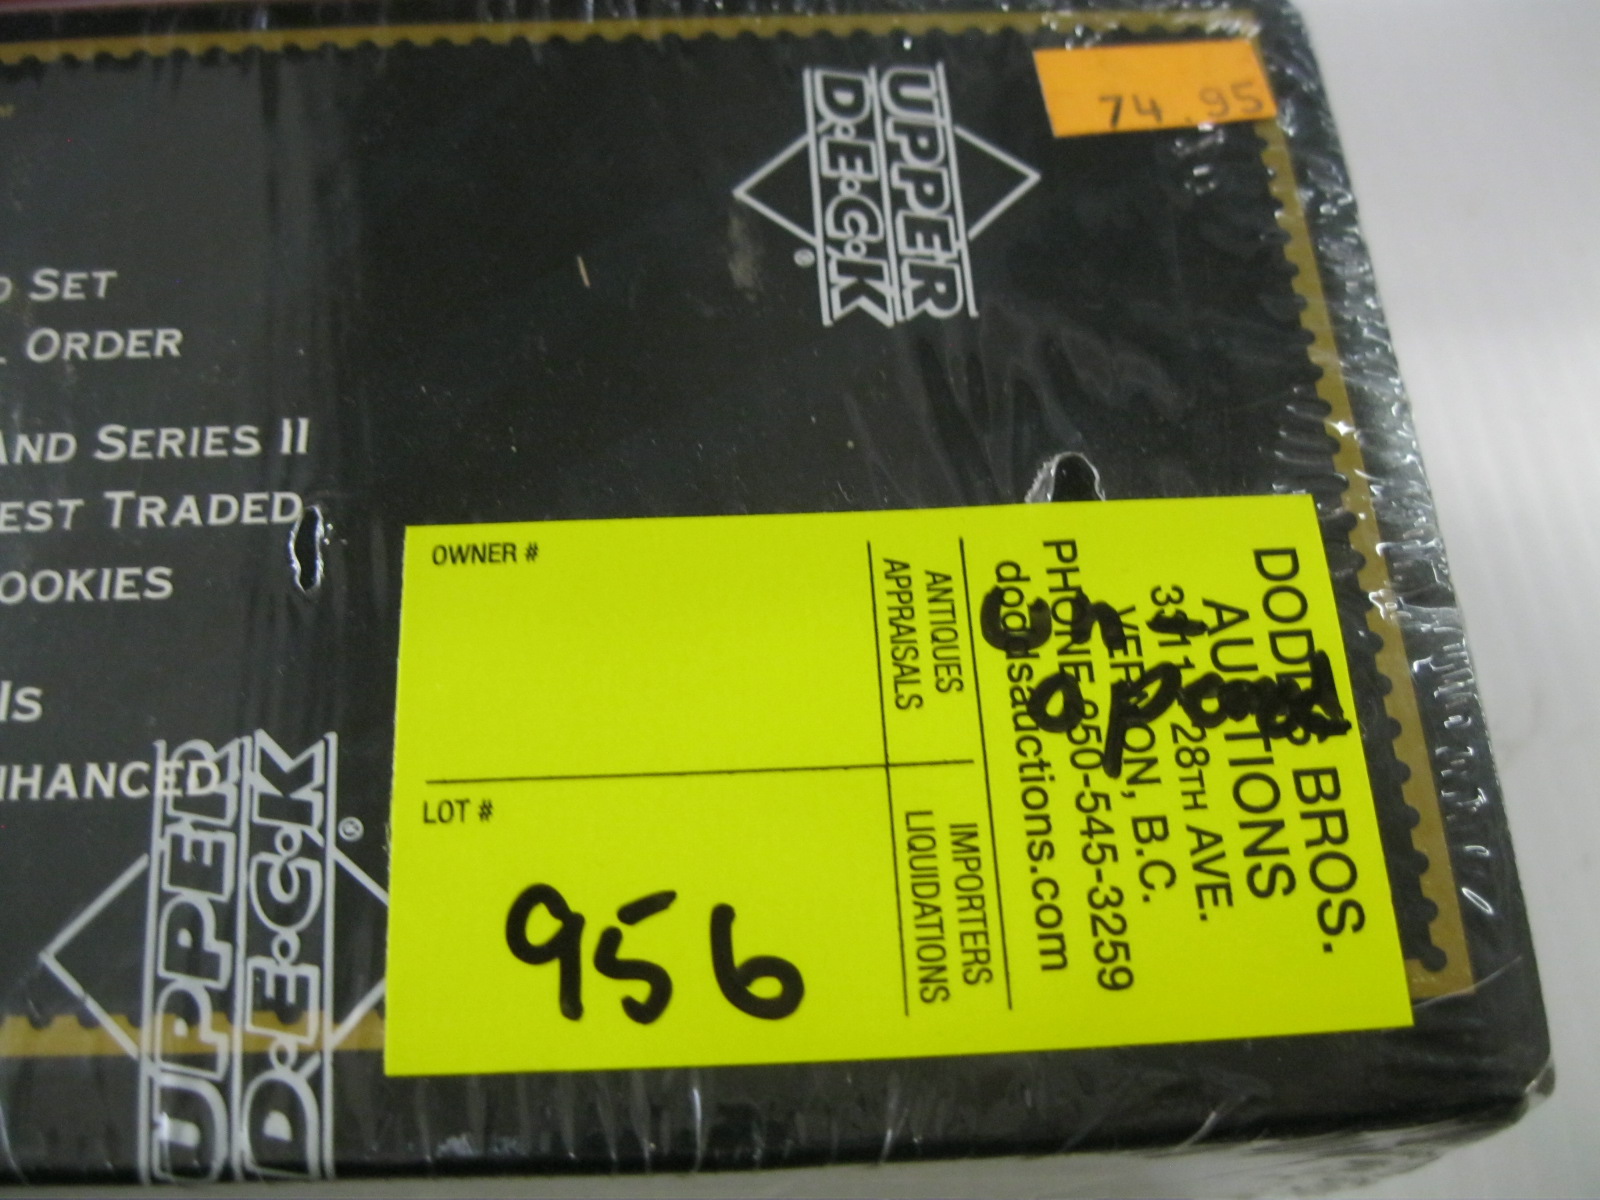 74.95
UPPER
D·E·C·K
®
SET
ORDER
AND SERIES II
EST TRADED
OOKIES
IS
NHANCED
UPPER
D·E·C·K
®
OWNER #
LOT #
956
ANTIQUES
APPRAISALS
IMPORTERS
LIQUIDATIONS
DODDS BROS.
AUCTIONS
3311 - 28TH AVE.
VERNON, B.C.
PHONE 250-545-3259
doddsauctions.com